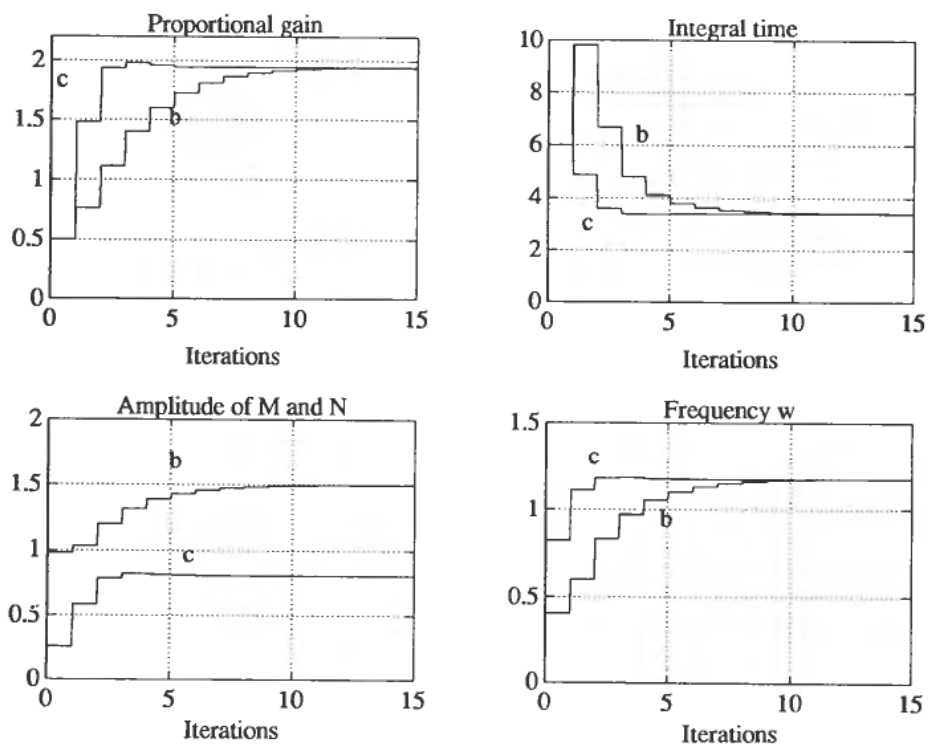 Proportional gain
2
1.5
1
0.5
0
c
b
0 5 10 15
Iterations
Integral time
10
8
6
4
2
0
b
c
0 5 10 15
Iterations
Amplitude of M and N
2
1.5
1
0.5
0
b
c
0 5 10 15
Iterations
Frequency w
1.5
1
0.5
0
c
b
0 5 10 15
Iterations